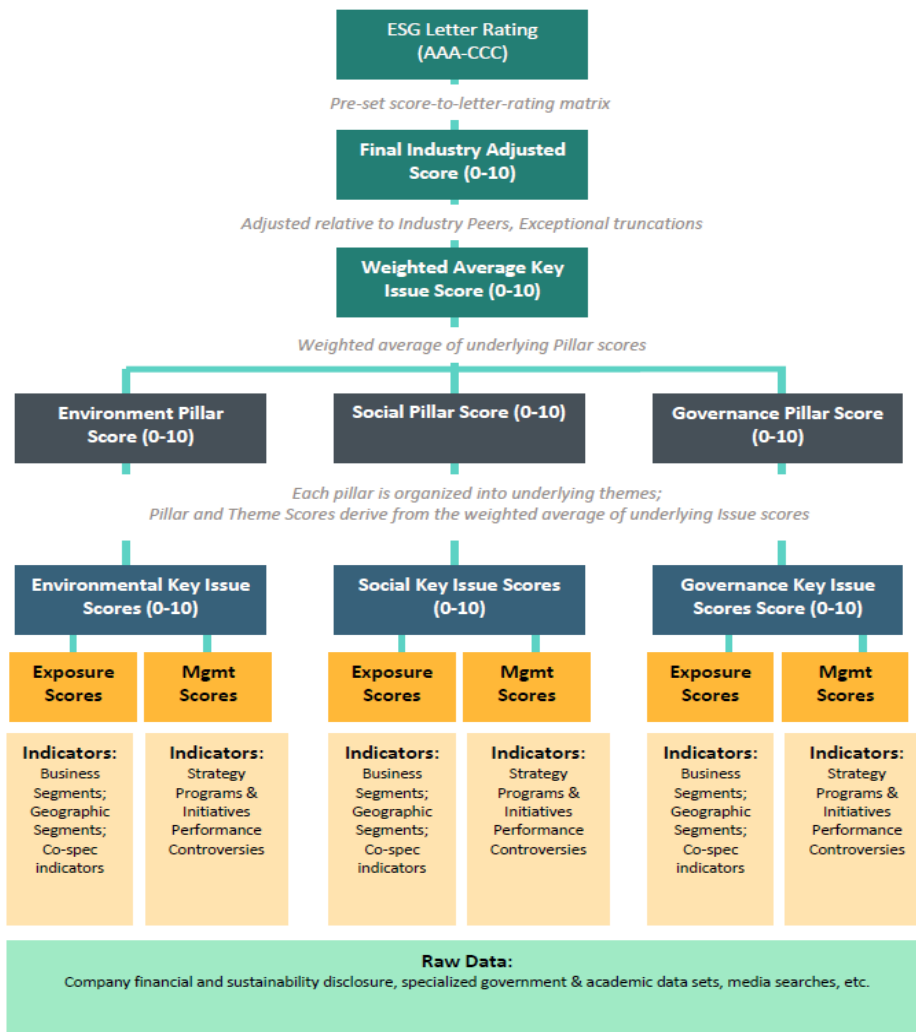 ESG Letter Rating
(AAA-CCC)
Pre-set score-to-letter-rating matrix
Final Industry Adjusted
Score (0-10)
Adjusted relative to Industry Peers, Exceptional truncations
Weighted Average Key
Issue Score (0-10)
Weighted average of underlying Pillar scores
Environment Pillar
Score (0-10)
Social Pillar Score (0-10)
Governance Pillar Score
(0-10)
Each pillar is organized into underlying themes;
Pillar and Theme Scores derive from the weighted average of underlying Issue scores
Environmental Key Issue
Scores (0-10)
Social Key Issue Scores
(0-10)
Governance Key Issue
Scores Score (0-10)
Exposure
Scores
Mgmt
Scores
Exposure
Scores
Mgmt
Scores
Exposure
Scores
Mgmt
Scores
Indicators:
Business
Segments;
Geographic
Segments;
Co-spec
indicators
Indicators:
Strategy
Programs &
Initiatives
Performance
Controversies
Indicators:
Business
Segments;
Geographic
Segments;
Co-spec
indicators
Indicators:
Strategy
Programs &
Initiatives
Performance
Controversies
Indicators:
Business
Segments;
Geographic
Segments;
Co-spec
indicators
Indicators:
Strategy
Programs &
Initiatives
Performance
Controversies
Raw Data:
Company financial and sustainability disclosure, specialized government & academic data sets, media searches, etc.